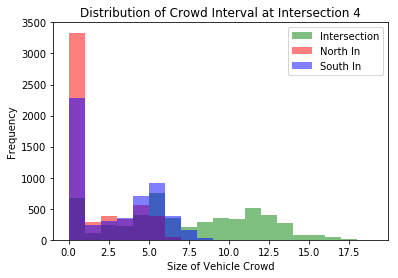 Distribution of Crowd Interval at Intersection 4
3500
3000
2500
2000
1500
1000
500
0
Frequency
Intersection
North In
South In
0.0 2.5 5.0 7.5 10.0 12.5 15.0 17.5
Size of Vehicle Crowd